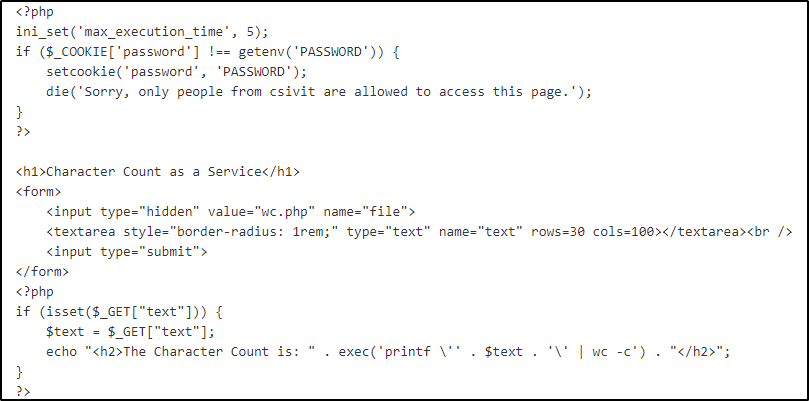 <?php
ini_set('max_execution_time', 5);
if ($_COOKIE['password'] !== getenv('PASSWORD')) {
    setcookie('password', 'PASSWORD');
    die('Sorry, only people from csivit are allowed to access this page.');
}
?>

<h1>Character Count as a Service</h1>
<form>
    <input type="hidden" value="wc.php" name="file">
    <textarea style="border-radius: 1rem;" type="text" name="text" rows=30 cols=100></textarea><br />
    <input type="submit">
</form>
<?php
if (isset($_GET["text"])) {
    $text = $_GET["text"];
    echo "<h2>The Character Count is: " . exec('printf \'' . $text . '\' | wc -c') . "</h2>";
}
?>